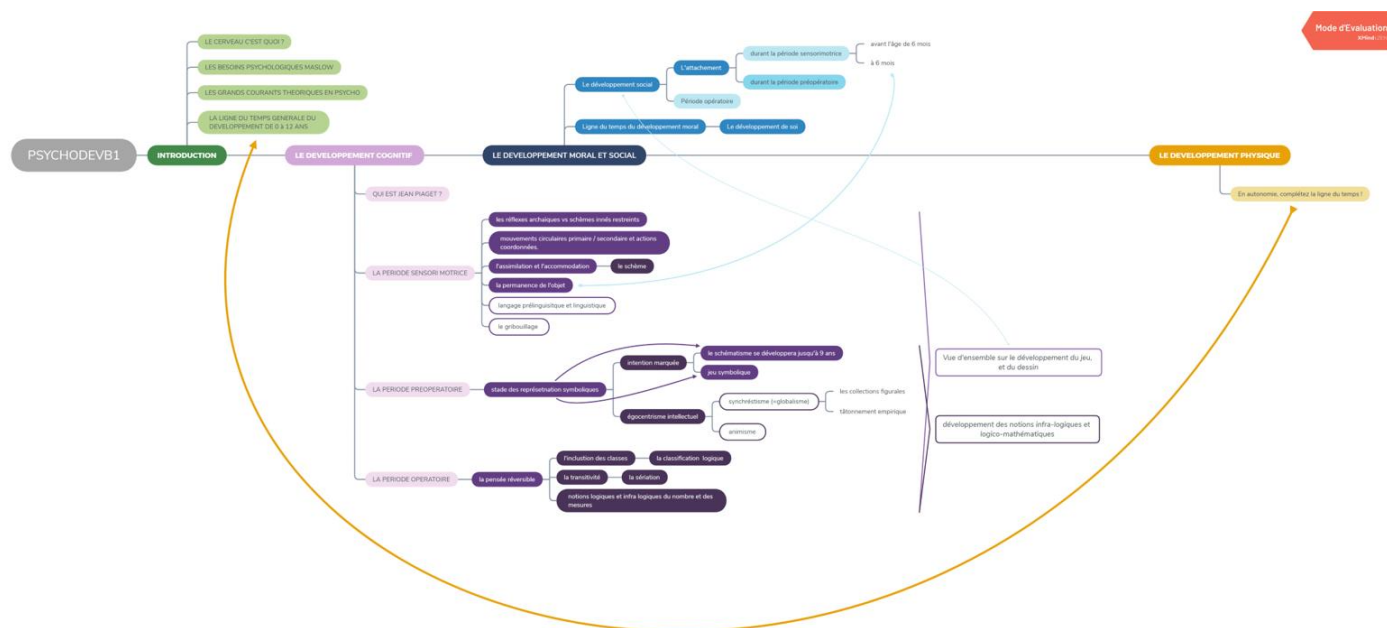 Mode d'Evaluation
XMind
PSYCHODEVB1
INTRODUCTION
LE CERVEAU C'EST QUOI ?
LES BESOINS PSYCHOLOGIQUES MASLOW
LES GRANDS COURANTS THEORIQUES EN PSYCHO
LA LIGNE DU TEMPS GENERALE DU
DEVELOPPEMENT DE 0 à 12 ANS
LE DEVELOPPEMENT COGNITIF
QUI EST JEAN PIAGET ?
LA PERIODE SENSORI MOTRICE
les réflexes archaïques vs schèmes innés restreints
mouvements circulaires primaire / secondaire et actions
coordonnées.
l'assimilation et l'accommodation
le schème
la permanence de l'objet
langage prélinguisitque et linguistique
le gribouillage
LA PERIODE PREOPERATOIRE
stade des représetnation symboliques
intention marquée
le schématisme se développera jusqu'à 9 ans
jeu symbolique
égocentrisme intellectuel
synchréstisme (=globalisme)
les collections figurales
tâtonnement empirique
animisme
LA PERIODE OPERATOIRE
la pensée réversible
l'inclustion des classes
la classification logique
la transitivité
la sériation
notions logiques et infra logiques du nombre et des
mesures
Vue d'ensemble sur le développement du jeu,
et du dessin
développement des notions infra-logiques et
logico-mathématiques
LE DEVELOPPEMENT MORAL ET SOCIAL
Le développement social
L'attachement
durant la période sensorimotrice
avant l'âge de 6 mois
à 6 mois
durant la période préopératoire
Période opératoire
Ligne du temps du développement moral
Le développement de soi
LE DEVELOPPEMENT PHYSIQUE
En autonomie, complétez la ligne du temps !